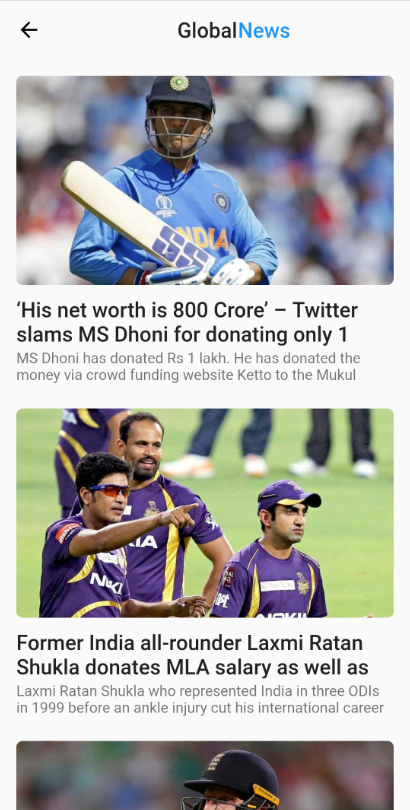 GlobalNews
INDIA
‘His net worth is 800 Crore’ – Twitter
slams MS Dhoni for donating only 1
MS Dhoni has donated Rs 1 lakh. He has donated the
money via crowd funding website Ketto to the Mukul
NOKIA
Former India all-rounder Laxmi Ratan
Shukla donates MLA salary as well as
Laxmi Ratan Shukla who represented India in three ODIs
in 1999 before an ankle injury cut his international career